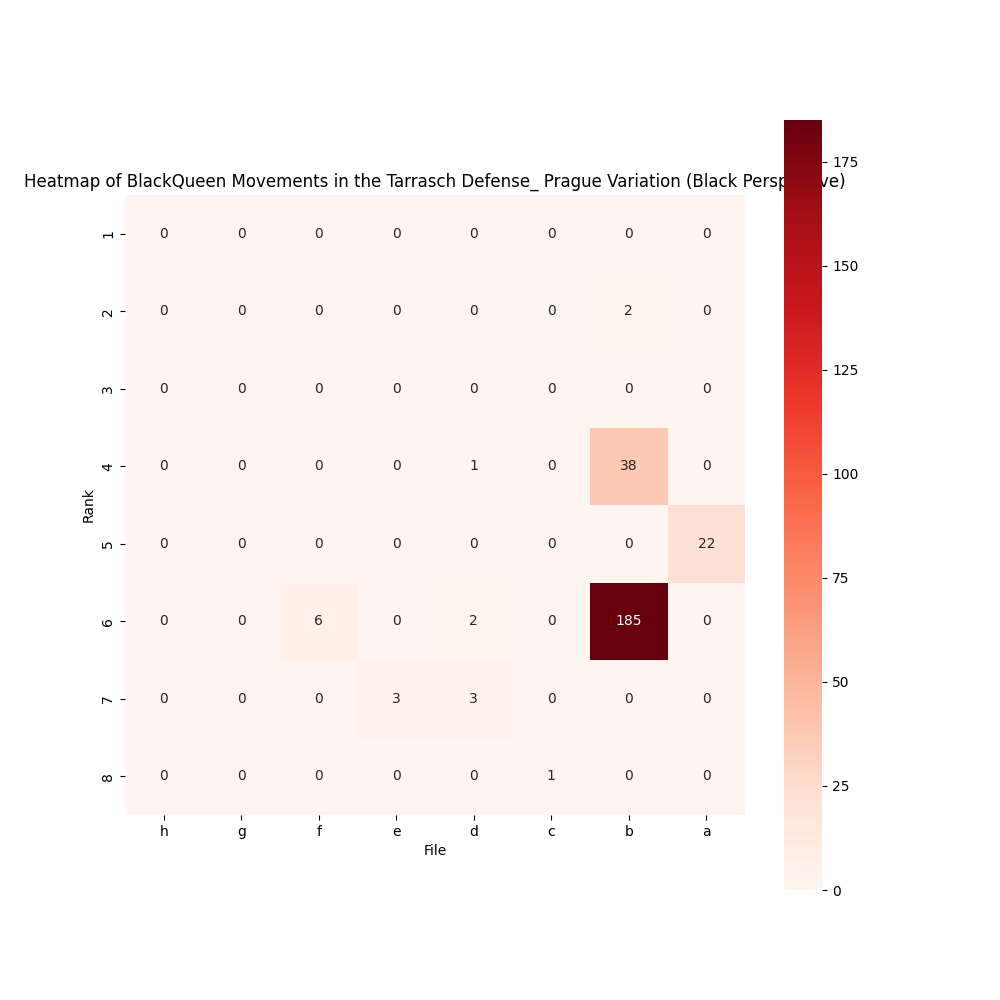 Heatmap of BlackQueen Movements in the Tarrasch Defense_ Prague Variation (Black Perspective)
175
150
125
100
75
50
25
0
Rank
1 0 0 0 0 0 0 0 0
2 0 0 0 0 0 0 2 0
3 0 0 0 0 0 0 0 0
4 0 0 0 0 1 0 38 0
5 0 0 0 0 0 0 0 22
6 0 0 6 0 2 0 185 0
7 0 0 0 3 3 0 0 0
8 0 0 0 0 0 1 0 0
h g f e d c b a
File